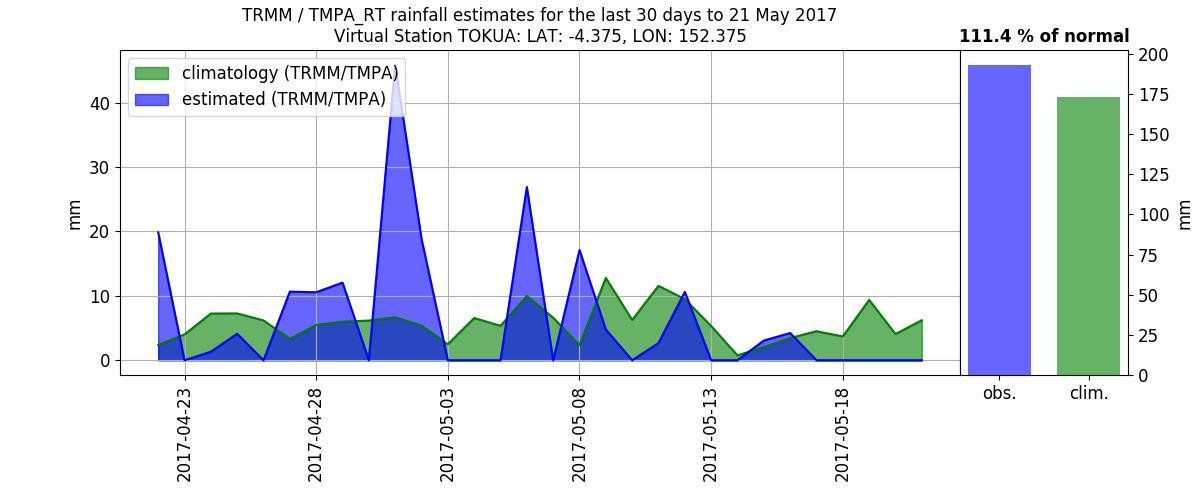 TRMM / TMPA_RT rainfall estimates for the last 30 days to 21 May 2017
Virtual Station TOKUA: LAT: -4.375, LON: 152.375
111.4 % of normal
climatology (TRMM/TMPA)
estimated (TRMM/TMPA)
mm
40
30
20
10
0
2017-04-23
2017-04-28
2017-05-03
2017-05-08
2017-05-13
2017-05-18
200
175
150
125
100
75
50
25
0
mm
obs.
clim.